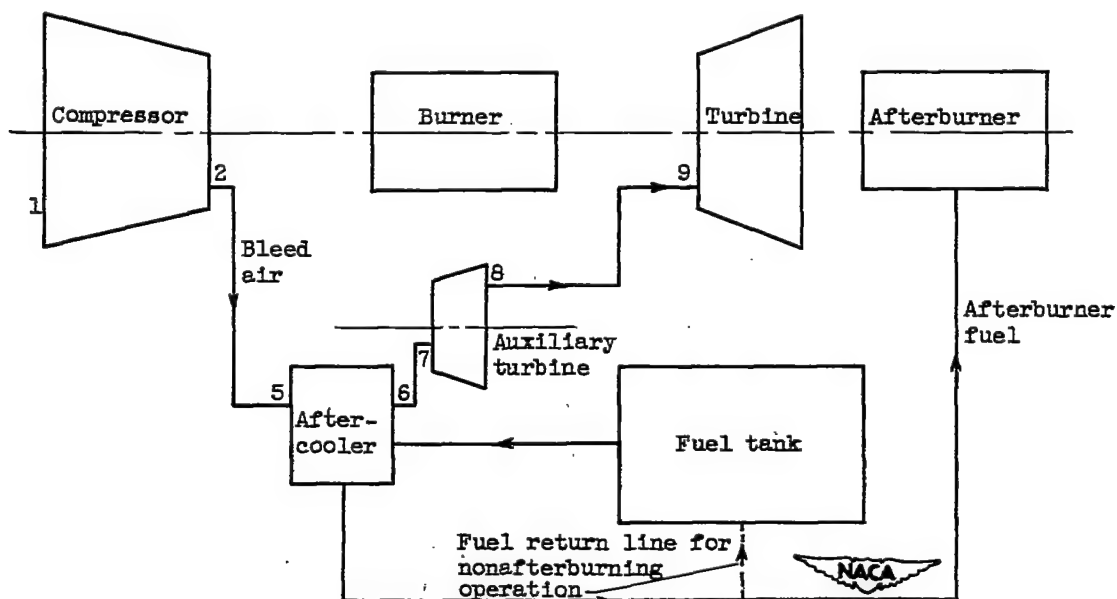 Compressor
Burner
Turbine
Afterburner
1
2
9
Bleed
air
8
Auxiliary
turbine
7
Afterburner
fuel
5
6
After-
cooler
Fuel tank
Fuel return line for
nonafterburning
operation
NACA